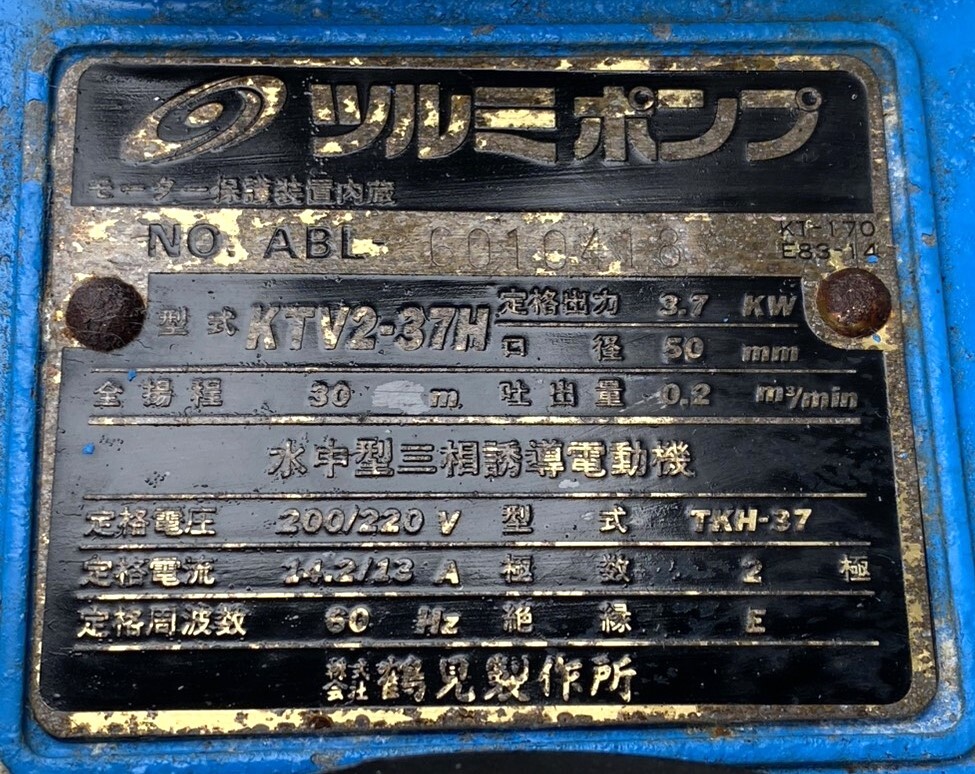 ツルミポンプ
モーター保護装置内蔵
NO. ABL-6010418
KT-170
E83-14
型式 KTV2-37H 定格出力 3.7 KW
口径 50 mm
全揚程 30 m 吐出量 0.2 m³/min
水中型三相誘導電動機
定格電圧 200/220 V 型式 TKH-37
定格電流 14.2/13 A 極数 2 極
定格周波数 60 Hz 絶縁 E
株式会社 鶴見製作所